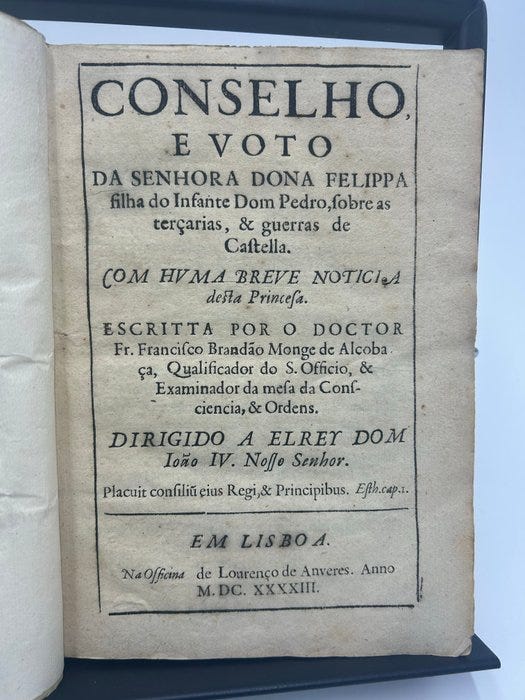 CONSELHO,
E VOTO
DA SENHORA DONA FELIPPA
filha do Infante Dom Pedro, ſobre as
terçarias, & guerras de
Caſtella.
COM HVMA BREVE NOTICIA
deſta Princeſa.
ESCRITTA POR O DOCTOR
Fr. Franciſco Brandão Monge de Alcoba
ça, Qualificador do S. Officio, &
Examinador da meſa da Conſ-
ciencia, & Ordens.
DIRIGIDO A ELREY DOM
Ioão IV. Noſſo Senhor.
Placuit conſiliũ eius Regi, & Principibus. Eſth.cap.1.
EM LISBOA.
Na Officina de Lourenço de Anveres. Anno
M.DC. XXXXIII.